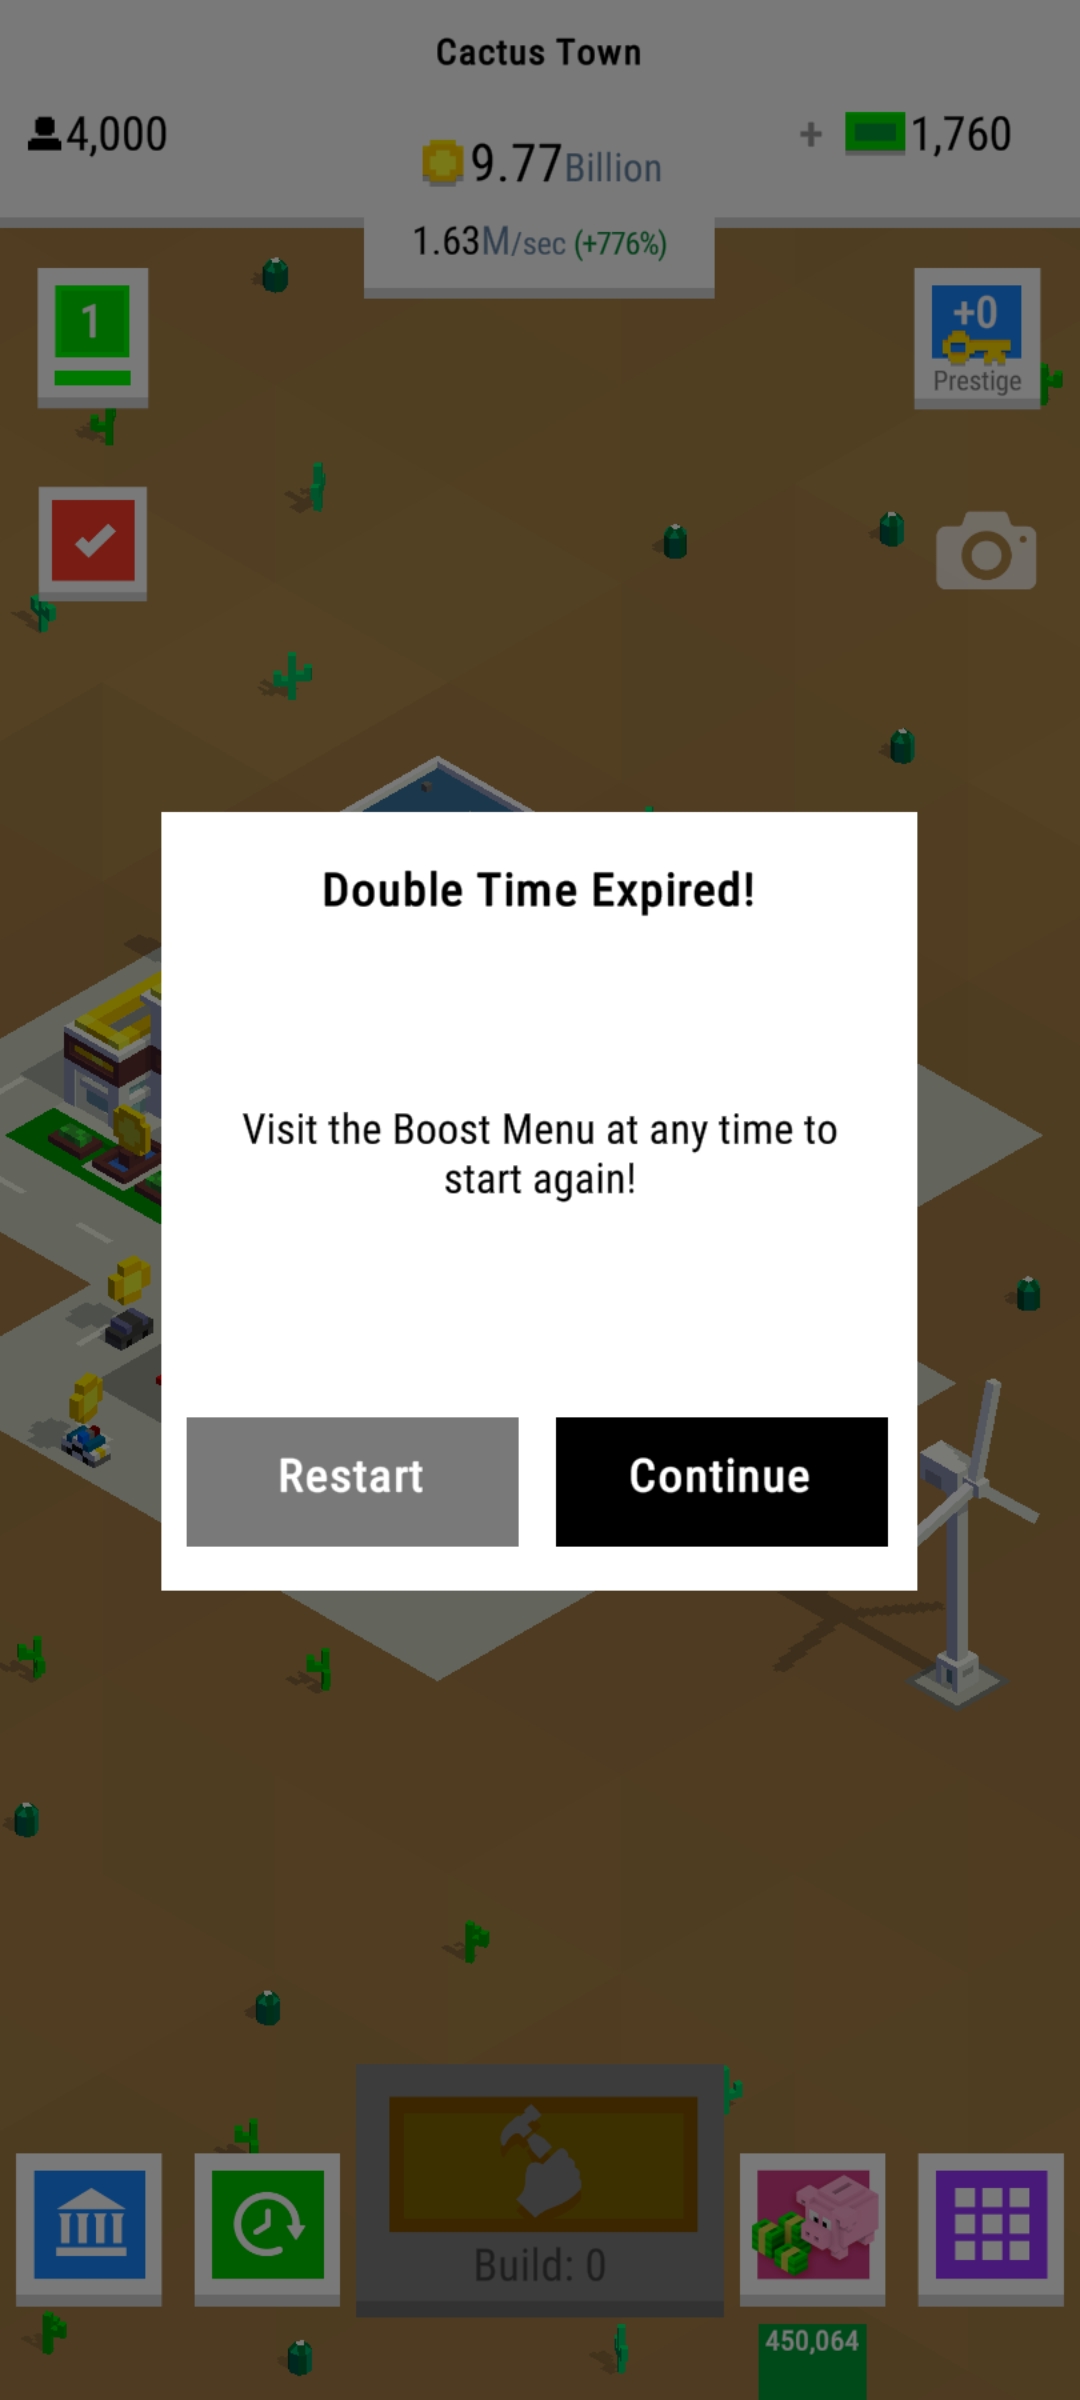 Cactus Town
4,000
9.77Billion
+ 1,760
1.63M/sec (+776%)
1
+0
Prestige
Double Time Expired!
Visit the Boost Menu at any time to
start again!
Restart
Continue
Build: 0
450,064